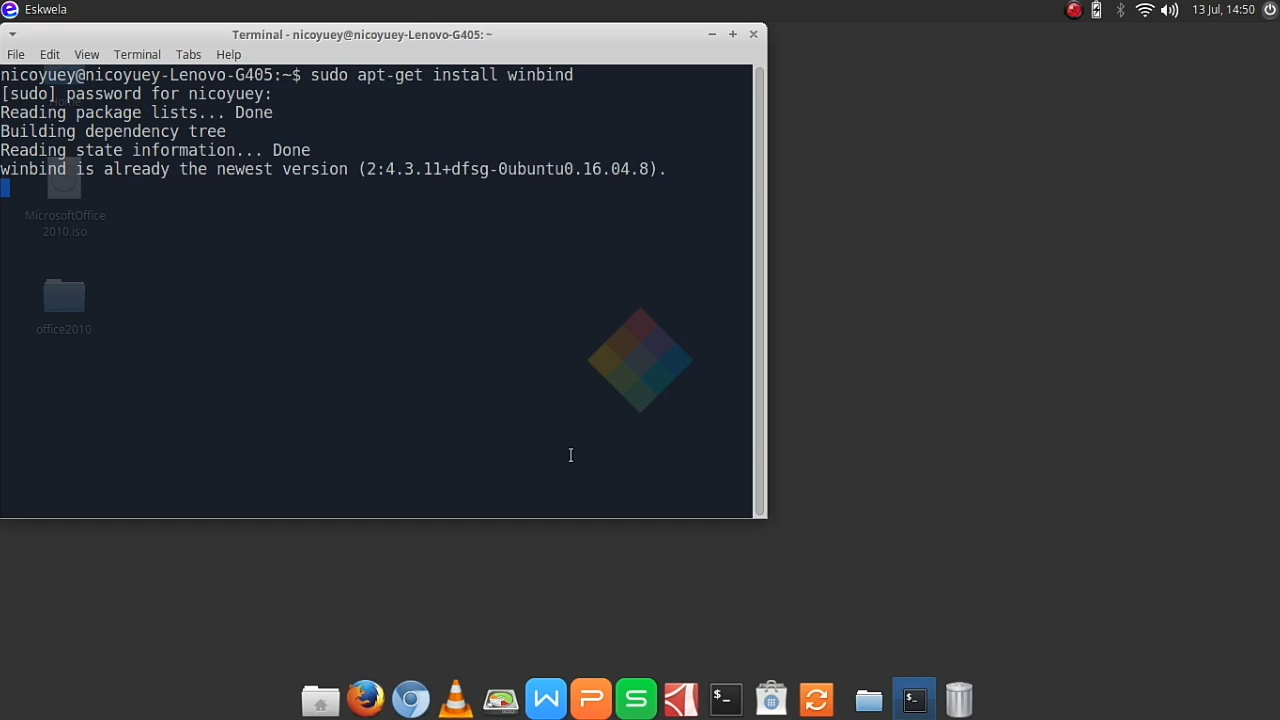 Eskwela
13 Jul, 14:50
Terminal - nicoyuey@nicoyuey-Lenovo-G405: ~
File Edit View Terminal Tabs Help
nicoyuey@nicoyuey-Lenovo-G405:~$ sudo apt-get install winbind
[sudo] password for nicoyuey:
Home
Reading package lists... Done
Building dependency tree
Reading state information... Done
winbind is already the newest version (2:4.3.11+dfsg-0ubuntu0.16.04.8).
MicrosoftOffice
2010.iso
office2010
W
P
S
$_
$_